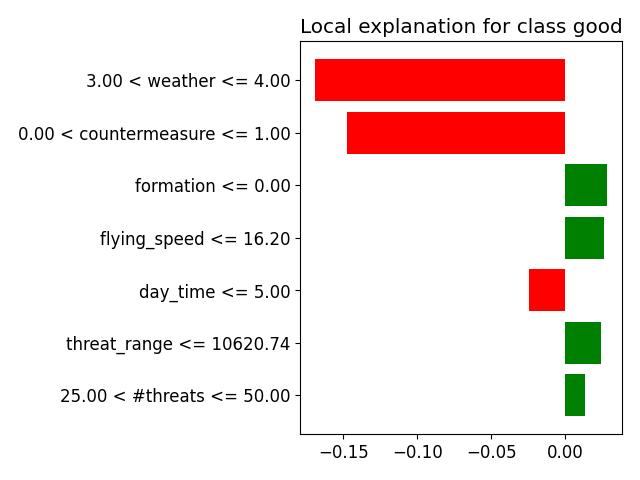 Local explanation for class good
3.00 < weather <= 4.00
0.00 < countermeasure <= 1.00
formation <= 0.00
flying_speed <= 16.20
day_time <= 5.00
threat_range <= 10620.74
25.00 < #threats <= 50.00
−0.15 −0.10 −0.05 0.00